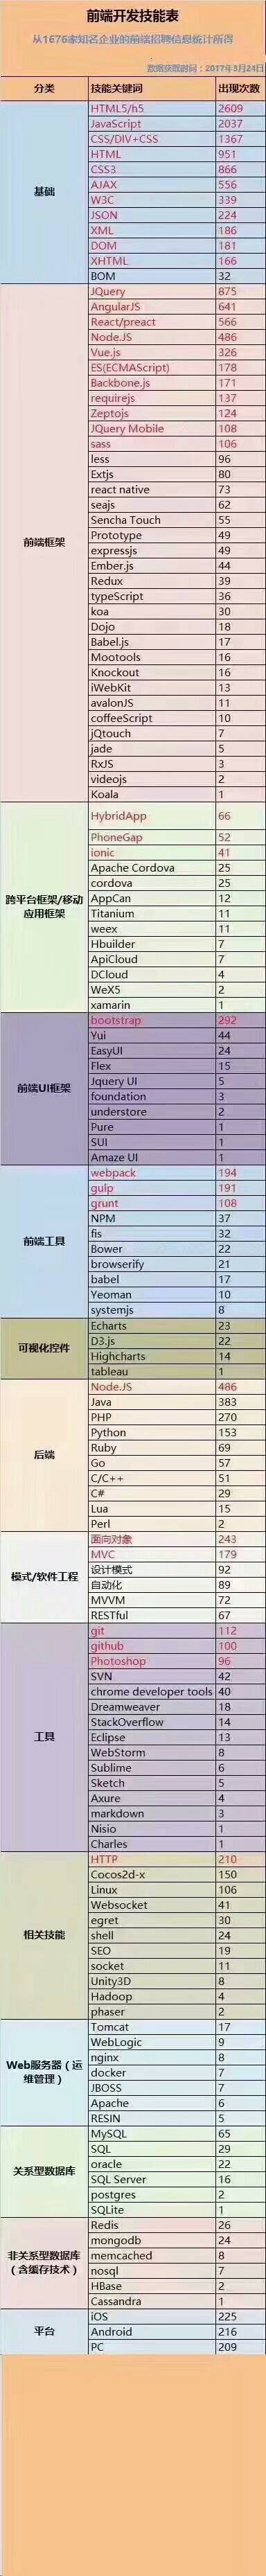 前端开发技能表
从1676家知名企业的前端招聘信息统计所得
数据获取时间：2017年3月24日
分类 技能关键词 出现次数
基础
HTML5/h5 2609
JavaScript 2037
CSS/DIV+CSS 1367
HTML 951
CSS3 866
AJAX 556
W3C 339
JSON 224
XML 186
DOM 181
XHTML 166
BOM 32
前端框架
JQuery 875
AngularJS 641
React/preact 566
Node.JS 486
Vue.js 326
ES(ECMAScript) 178
Backbone.js 171
requirejs 137
Zeptojs 124
JQuery Mobile 108
sass 106
less 96
Extjs 80
react native 73
seajs 62
Sencha Touch 55
Prototype 49
expressjs 49
Ember.js 44
Redux 39
typeScript 36
koa 30
Dojo 18
Babel.js 17
Mootools 16
Knockout 16
iWebKit 13
avalonJS 11
coffeeScript 10
jQtouch 7
jade 5
RxJS 3
videojs 2
Koala 1
跨平台框架/移动
应用框架
HybridApp 66
PhoneGap 52
ionic 41
Apache Cordova 25
cordova 25
AppCan 12
Titanium 11
weex 11
Hbuilder 7
ApiCloud 7
DCloud 4
WeX5 2
xamarin 1
前端UI框架
bootstrap 292
Yui 44
EasyUI 24
Flex 15
Jquery UI 5
foundation 3
understore 2
Pure 1
SUI 1
Amaze UI 1
前端工具
webpack 194
gulp 191
grunt 108
NPM 37
fis 32
Bower 22
browserify 21
babel 17
Yeoman 10
systemjs 8
可视化控件
Echarts 23
D3.js 22
Highcharts 14
tableau 1
后端
Node.JS 486
Java 383
PHP 270
Python 153
Ruby 69
Go 57
C/C++ 51
C# 29
Lua 15
Perl 2
模式/软件工程
面向对象 243
MVC 179
设计模式 92
自动化 89
MVVM 72
RESTful 67
工具
git 112
github 100
Photoshop 96
SVN 42
chrome developer tools 40
Dreamweaver 18
StackOverflow 14
Eclipse 13
WebStorm 8
Sublime 6
Sketch 5
Axure 4
markdown 3
Nisio 1
Charles 1
相关技能
HTTP 210
Cocos2d-x 150
Linux 106
Websocket 41
egret 30
shell 24
SEO 19
socket 11
Unity3D 8
Hadoop 4
phaser 2
Web服务器（运
维管理）
Tomcat 17
WebLogic 9
nginx 8
docker 7
JBOSS 7
Apache 6
RESIN 5
关系型数据库
MySQL 65
SQL 29
oracle 22
SQL Server 16
postgres 2
SQLite 1
非关系型数据库
（含缓存技术）
Redis 26
mongodb 24
memcached 8
nosql 7
HBase 2
Cassandra 1
平台
iOS 225
Android 216
PC 209